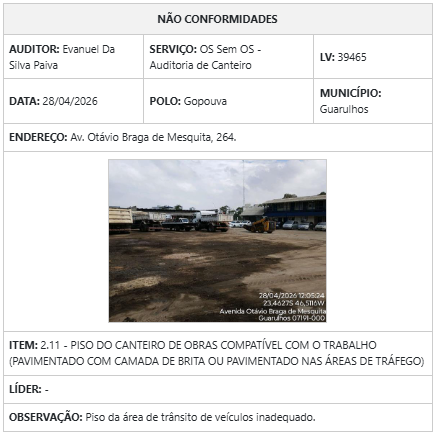 NÃO CONFORMIDADES
AUDITOR: Evanuel Da
Silva Paiva
SERVIÇO: OS Sem OS -
Auditoria de Canteiro
LV: 39465
DATA: 28/04/2026
POLO: Gopouva
MUNICÍPIO:
Guarulhos
ENDEREÇO: Av. Otávio Braga de Mesquita, 264.
28/04/2026 12:05:24
23,46275 46,5116W
Avenida Otávio Braga de Mesquita
Guarulhos 07191-000
ITEM: 2.11 - PISO DO CANTEIRO DE OBRAS COMPATÍVEL COM O TRABALHO
(PAVIMENTADO COM CAMADA DE BRITA OU PAVIMENTADO NAS ÁREAS DE TRÁFEGO)
LÍDER: -
OBSERVAÇÃO: Piso da área de trânsito de veículos inadequado.